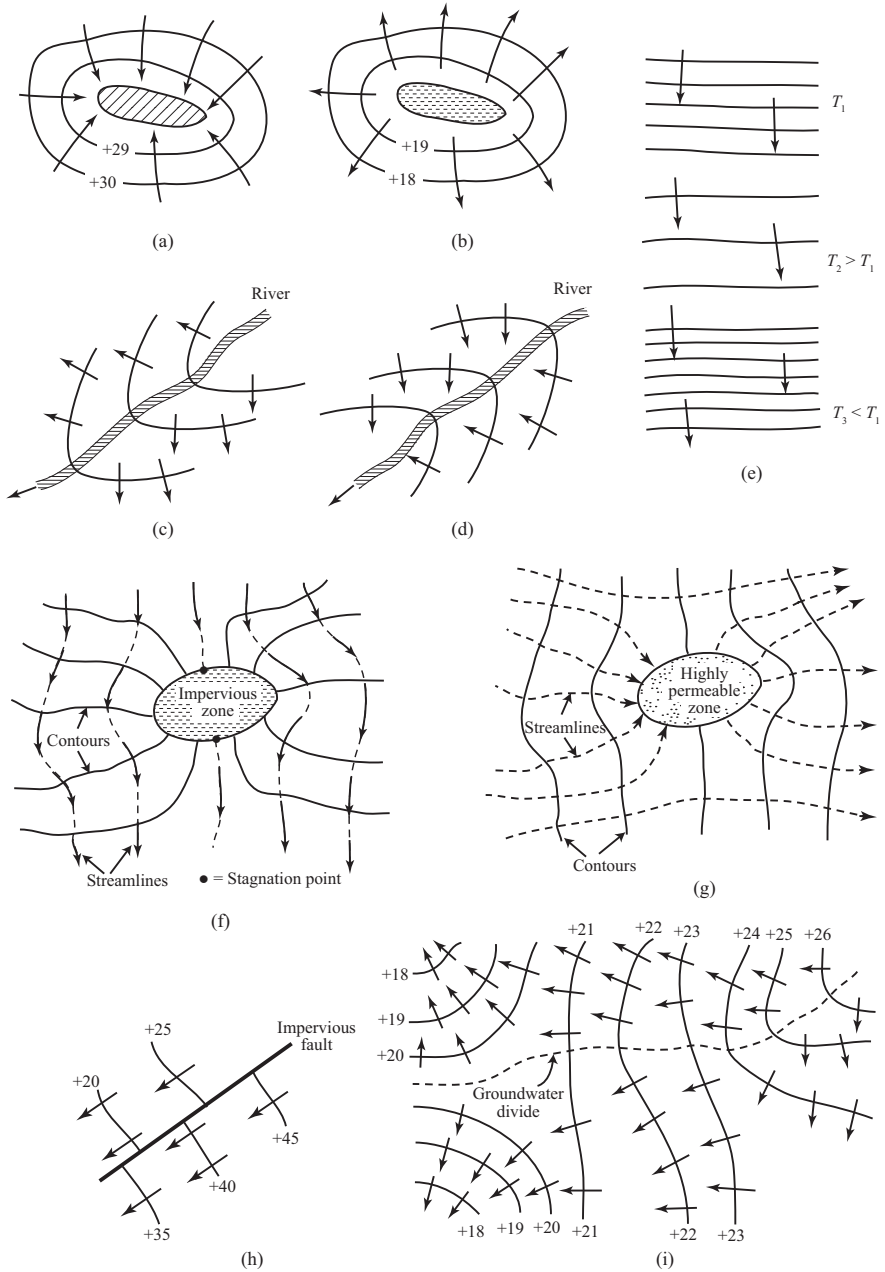 +29
+30
(a)
+19
+18
(b)
T1
T2 > T1
T3 < T1
(e)
River
(c)
River
(d)
Impervious
zone
Contours
Streamlines
● = Stagnation point
(f)
Highly
permeable
zone
Streamlines
Contours
(g)
+25
Impervious
fault
+20
+45
+40
+35
(h)
+21
+22
+23
+24
+25
+26
+18
+19
+20
Groundwater
divide
+18
+19
+20
+21
+22
+23
(i)